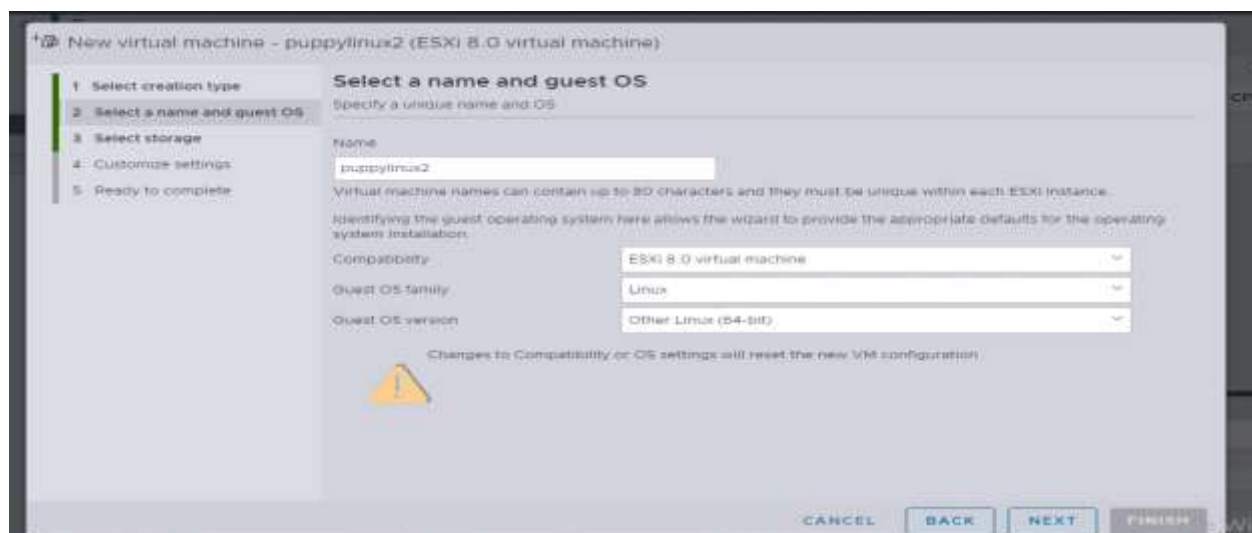 New virtual machine - puppylinux2 (ESXi 8.0 virtual machine)
1 Select creation type
2 Select a name and guest OS
3 Select storage
4 Customize settings
5 Ready to complete
Select a name and guest OS
Specify a unique name and OS
Name
puppylinux2
Virtual machine names can contain up to 80 characters and they must be unique within each ESXi instance.
Identifying the guest operating system here allows the wizard to provide the appropriate defaults for the operating
system installation.
Compatibility
ESXi 8.0 virtual machine
Guest OS family
Linux
Guest OS version
Other Linux (64-bit)
Changes to Compatibility or OS settings will reset the new VM configuration
CANCEL
BACK
NEXT
FINISH